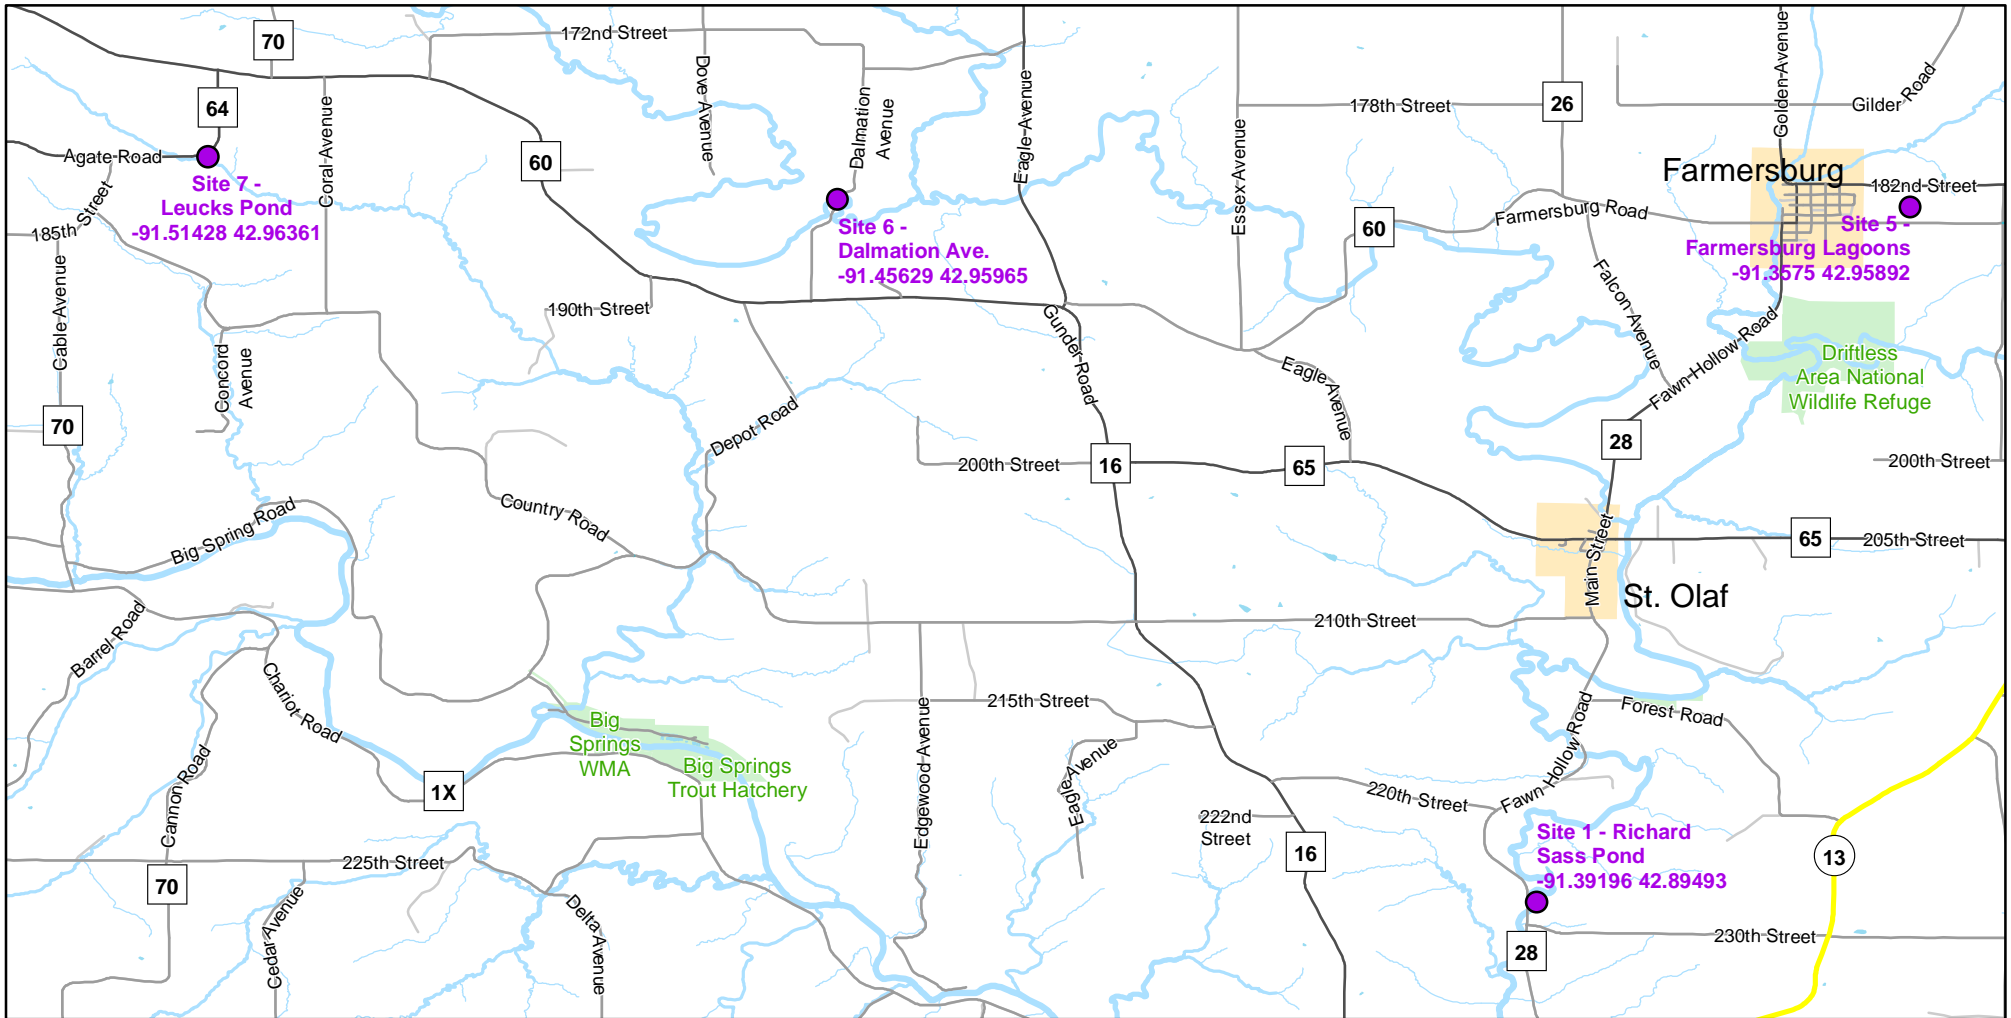 70
172nd Street
Dove Avenue
Dalmation
Avenue
Eagle Avenue
Essex Avenue
178th Street
26
Golden Avenue
Gilder Road
64
Agate Road
Coral Avenue
60
Site 7 -
Leucks Pond
-91.51428 42.96361
185th Street
Site 6 -
Dalmation Ave.
-91.45629 42.95965
60
Farmersburg Road
Farmersburg
182nd Street
Site 5 -
Farmersburg Lagoons
-91.3575 42.95892
Cable Avenue
190th Street
Gunder Road
Falcon Avenue
Fawn Hollow Road
Driftless
Area National
Wildlife Refuge
Concord
Avenue
Eagle Avenue
70
Depot Road
28
200th Street
16
65
200th Street
Big Spring Road
Country Road
Main Street
65
205th Street
St. Olaf
Barrel Road
210th Street
Chariot Road
Cannon Road
Big
Springs
WMA
Big Springs
Trout Hatchery
1X
Edgewood Avenue
215th Street
Eagle Avenue
Fawn Hollow Road
Forest Road
220th Street
222nd
Street
16
Site 1 - Richard
Sass Pond
-91.39196 42.89493
13
225th Street
70
Cedar Avenue
Delta Avenue
28
230th Street